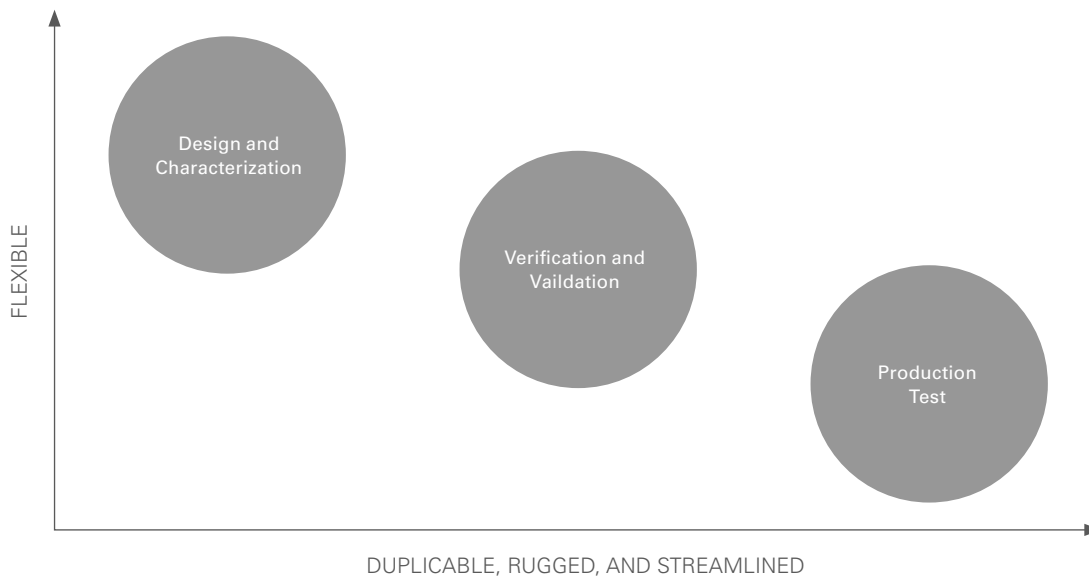 Design and
Characterization
Verification and
Vaildation
Production
Test
FLEXIBLE
DUPLICABLE, RUGGED, AND STREAMLINED